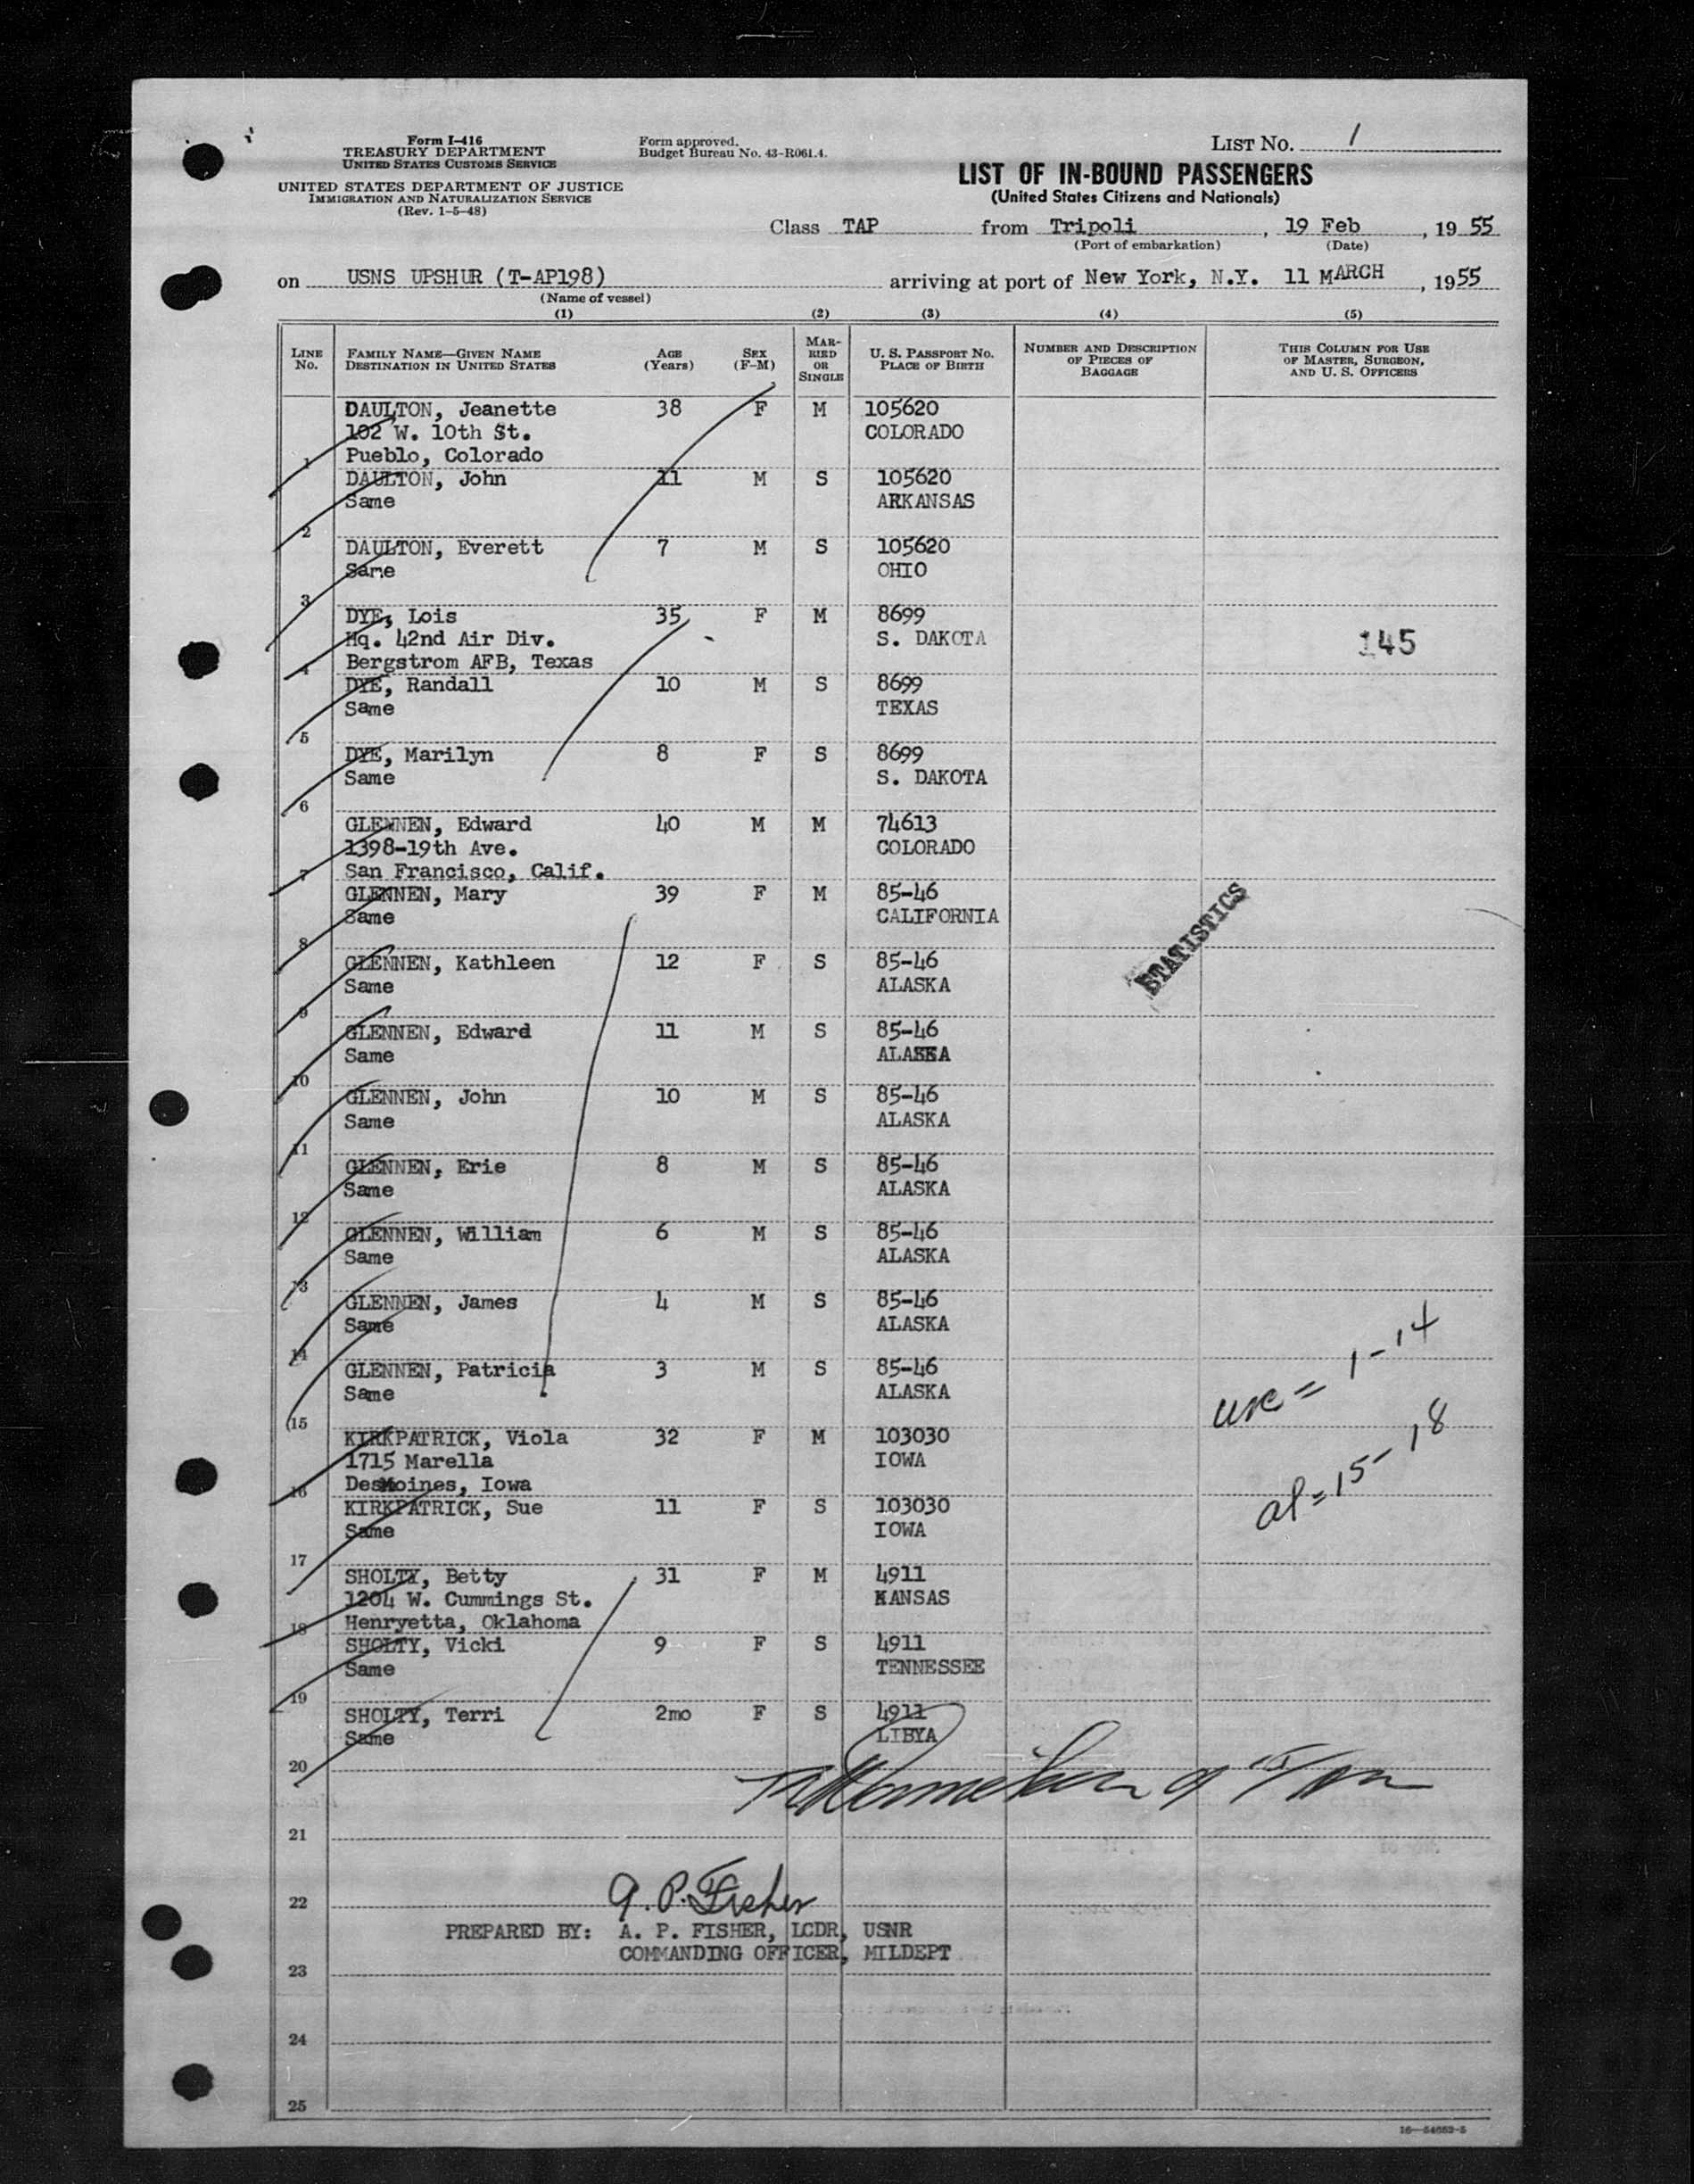 Form I-416
TREASURY DEPARTMENT
UNITED STATES CUSTOMS SERVICE
UNITED STATES DEPARTMENT OF JUSTICE
IMMIGRATION AND NATURALIZATION SERVICE
(Rev. 1-5-48)
Form approved.
Budget Bureau No. 43-R061.4.
LIST NO. 1
LIST OF IN-BOUND PASSENGERS
(United States Citizens and Nationals)
Class TAP from Tripoli, 19 Feb, 1955
(Port of embarkation) (Date)
on USNS UPSHUR (T-AP198) arriving at port of New York, N.Y. 11 MARCH, 1955
(Name of vessel)
(1) (2) (3) (4) (5)
LINE NO. FAMILY NAME—GIVEN NAME DESTINATION IN UNITED STATES AGE (Years) SEX (F-M) MARRIED OR SINGLE U. S. PASSPORT NO. PLACE OF BIRTH NUMBER AND DESCRIPTION OF PIECES OF BAGGAGE THIS COLUMN FOR USE OF MASTER, SURGEON, AND U. S. OFFICERS
DAULTON, Jeanette 38 F M 105620
102 W. 10th St. COLORADO
1 Pueblo, Colorado
DAULTON, John 11 M S 105620
Same ARKANSAS
2
DAULTON, Everett 7 M S 105620
Same OHIO
3
DYE, Lois 35 F M 8699
Hq. 42nd Air Div. S. DAKOTA 145
4 Bergstrom AFB, Texas
DYE, Randall 10 M S 8699
Same TEXAS
5
DYE, Marilyn 8 F S 8699
Same S. DAKOTA
6
GLENNEN, Edward 40 M M 74613
1398-19th Ave. COLORADO
7 San Francisco, Calif.
GLENNEN, Mary 39 F M 85-46
Same CALIFORNIA
8 STATISTICS
GLENNEN, Kathleen 12 F S 85-46
Same ALASKA
9
GLENNEN, Edward 11 M S 85-46
Same ALASKA
10
GLENNEN, John 10 M S 85-46
Same ALASKA
11
GLENNEN, Erie 8 M S 85-46
Same ALASKA
12
GLENNEN, William 6 M S 85-46
Same ALASKA
13
GLENNEN, James 4 M S 85-46
Same ALASKA
14
GLENNEN, Patricia 3 M S 85-46
Same ALASKA
usc = 1-14
15
KIRKPATRICK, Viola 32 F M 103030
1715 Marella IOWA
16 DesMoines, Iowa
al = 15-18
KIRKPATRICK, Sue 11 F S 103030
Same IOWA
17
SHOLTY, Betty 31 F M 4911
1204 W. Cummings St. KANSAS
18 Henryetta, Oklahoma
SHOLTY, Vicki 9 F S 4911
Same TENNESSEE
19
SHOLTY, Terri 2mo F S 4911
Same LIBYA
20
21
A. P. Fisher
22
PREPARED BY: A. P. FISHER, LCDR, USNR
COMMANDING OFFICER, MILDEPT
23
24
25
16—54652-5